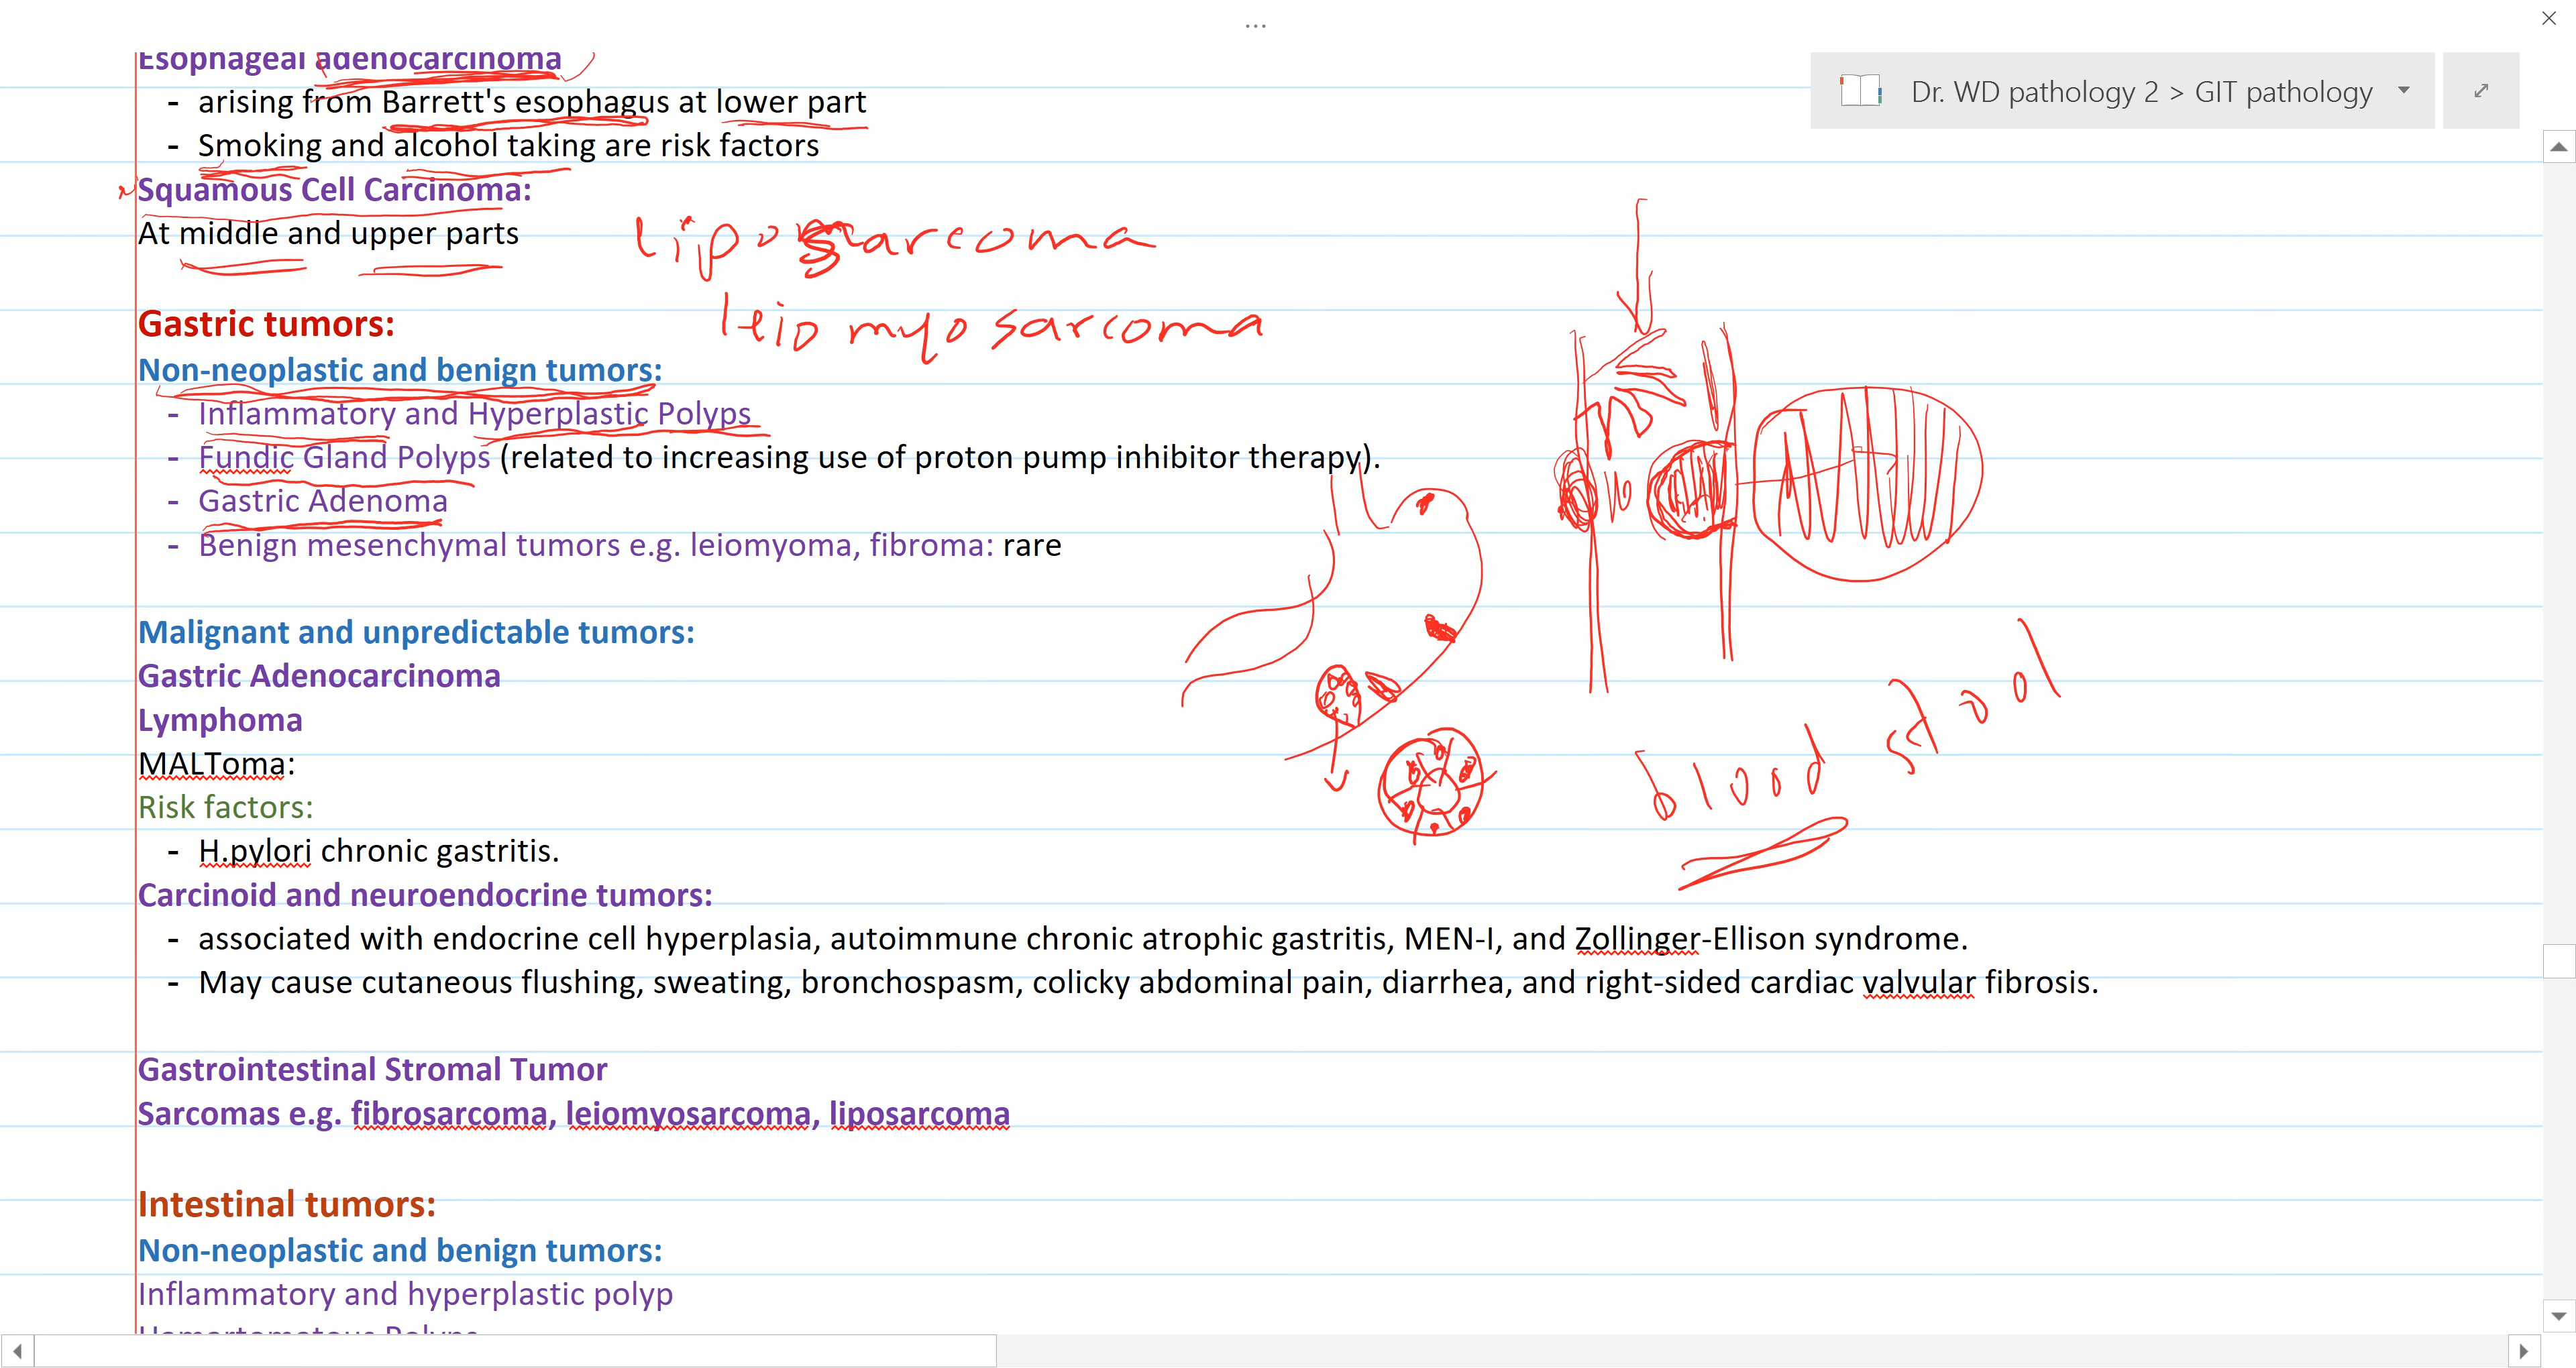 ...
Dr. WD pathology 2 > GIT pathology
Esophageal adenocarcinoma
- arising from Barrett's esophagus at lower part
- Smoking and alcohol taking are risk factors
Squamous Cell Carcinoma:
At middle and upper parts
liposarcoma
leiomyosarcoma
Gastric tumors:
Non-neoplastic and benign tumors:
- Inflammatory and Hyperplastic Polyps
- Fundic Gland Polyps (related to increasing use of proton pump inhibitor therapy).
- Gastric Adenoma
- Benign mesenchymal tumors e.g. leiomyoma, fibroma: rare
Malignant and unpredictable tumors:
Gastric Adenocarcinoma
Lymphoma
MALToma:
blood stool
Risk factors:
- H.pylori chronic gastritis.
Carcinoid and neuroendocrine tumors:
- associated with endocrine cell hyperplasia, autoimmune chronic atrophic gastritis, MEN-I, and Zollinger-Ellison syndrome.
- May cause cutaneous flushing, sweating, bronchospasm, colicky abdominal pain, diarrhea, and right-sided cardiac valvular fibrosis.
Gastrointestinal Stromal Tumor
Sarcomas e.g. fibrosarcoma, leiomyosarcoma, liposarcoma
Intestinal tumors:
Non-neoplastic and benign tumors:
Inflammatory and hyperplastic polyp
Hamartomatous Polyps